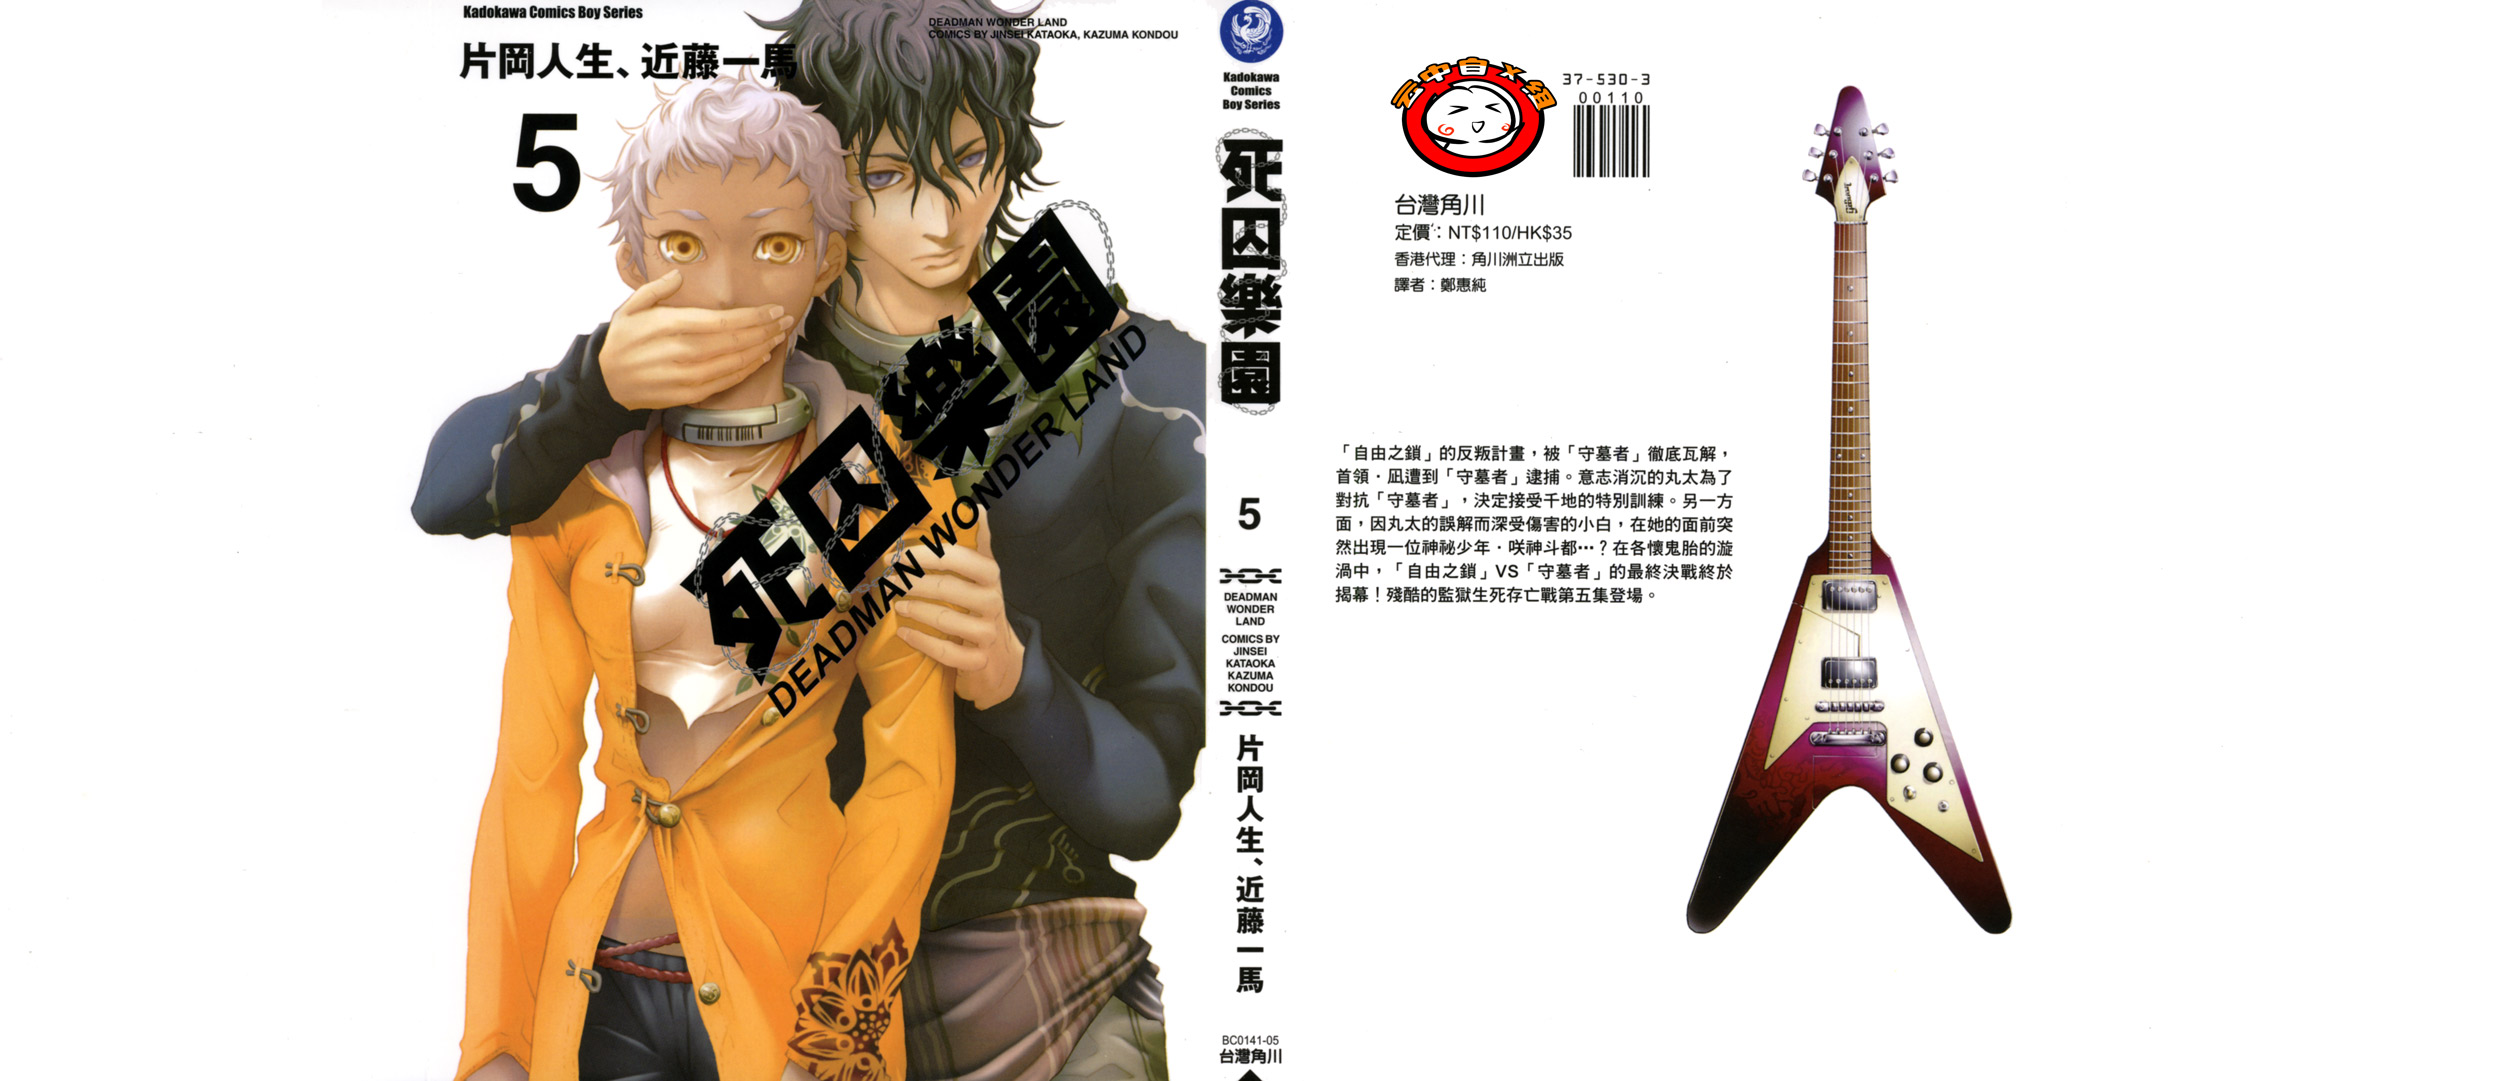 Kadokawa Comics Boy Series
片岡人生、近藤一馬
5
DEADMAN WONDER LAND
COMICS BY JINSEI KATAOKA, KAZUMA KONDOU
死囚樂園
DEADMAN WONDER LAND
Kadokawa
Comics
Boy Series
死囚樂園
5
DEADMAN
WONDER
LAND
COMICS BY
JINSEI
KATAOKA
KAZUMA
KONDOU
片岡人生、近藤一馬
BC0141-05
台灣角川
云中盲乂組
37-530-3
00110
台灣角川
定價：NT$110/HK$35
香港代理：角川洲立出版
譯者：鄭惠純
「自由之鎖」的反叛計畫，被「守墓者」徹底瓦解，
首領．凪遭到「守墓者」逮捕。意志消沉的丸太為了
對抗「守墓者」，決定接受千地的特別訓練。另一方
面，因丸太的誤解而深受傷害的小白，在她的面前突
然出現一位神祕少年．咲神斗都…？在各懷鬼胎的漩
渦中，「自由之鎖」VS「守墓者」的最終決戰終於
揭幕！殘酷的監獄生死存亡戰第五集登場。